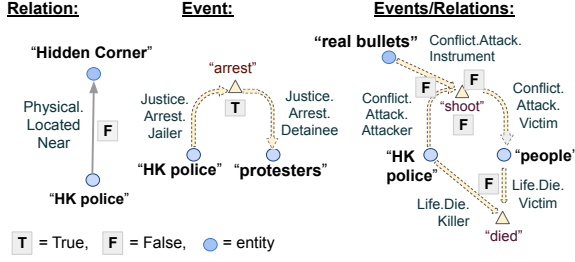 Relation:
Event:
Events/Relations:
"Hidden Corner"
Physical.
Located
Near
F
"HK police"
"arrest"
T
Justice.
Arrest.
Jailer
Justice.
Arrest.
Detainee
"HK police"
"protesters"
"real bullets"
Conflict.Attack.
Instrument
F
F
"shoot"
F
Conflict.
Attack.
Attacker
Conflict.
Attack.
Victim
"HK
police"
"people"
F
Life.Die.
Killer
Life.Die.
Victim
"died"
T = True, F = False, = entity